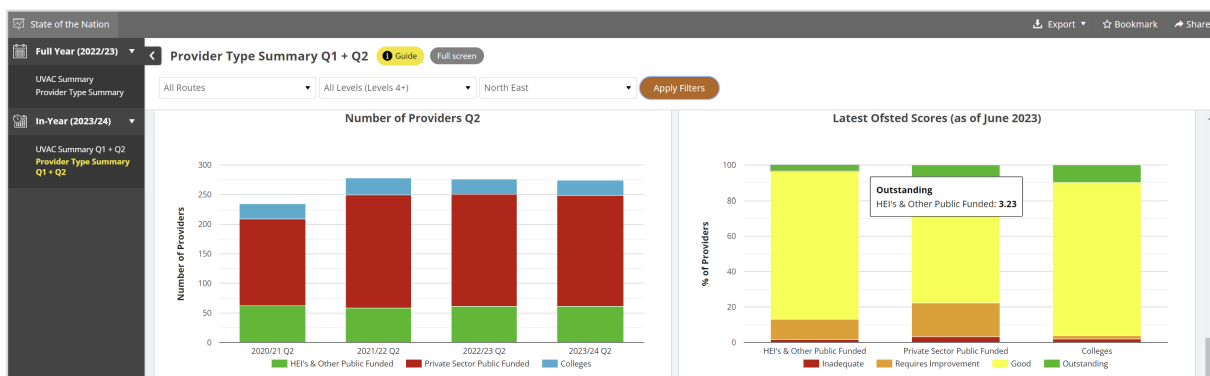 State of the Nation
Export ▼
Bookmark
Share
Full Year (2022/23) ▼
UVAC Summary
Provider Type Summary
In-Year (2023/24) ▼
UVAC Summary Q1 + Q2
Provider Type Summary
Q1 + Q2
Provider Type Summary Q1 + Q2
Guide
Full screen
All Routes
All Levels (Levels 4+)
North East
Apply Filters
Number of Providers Q2
Number of Providers
300
250
200
150
100
50
0
2020/21 Q2
2021/22 Q2
2022/23 Q2
2023/24 Q2
HEI's & Other Public Funded
Private Sector Public Funded
Colleges
Latest Ofsted Scores (as of June 2023)
% of Providers
100
80
60
40
20
0
Outstanding
HEI's & Other Public Funded: 3.23
HEI's & Other Public Funded
Private Sector Public Funded
Colleges
Inadequate
Requires Improvement
Good
Outstanding